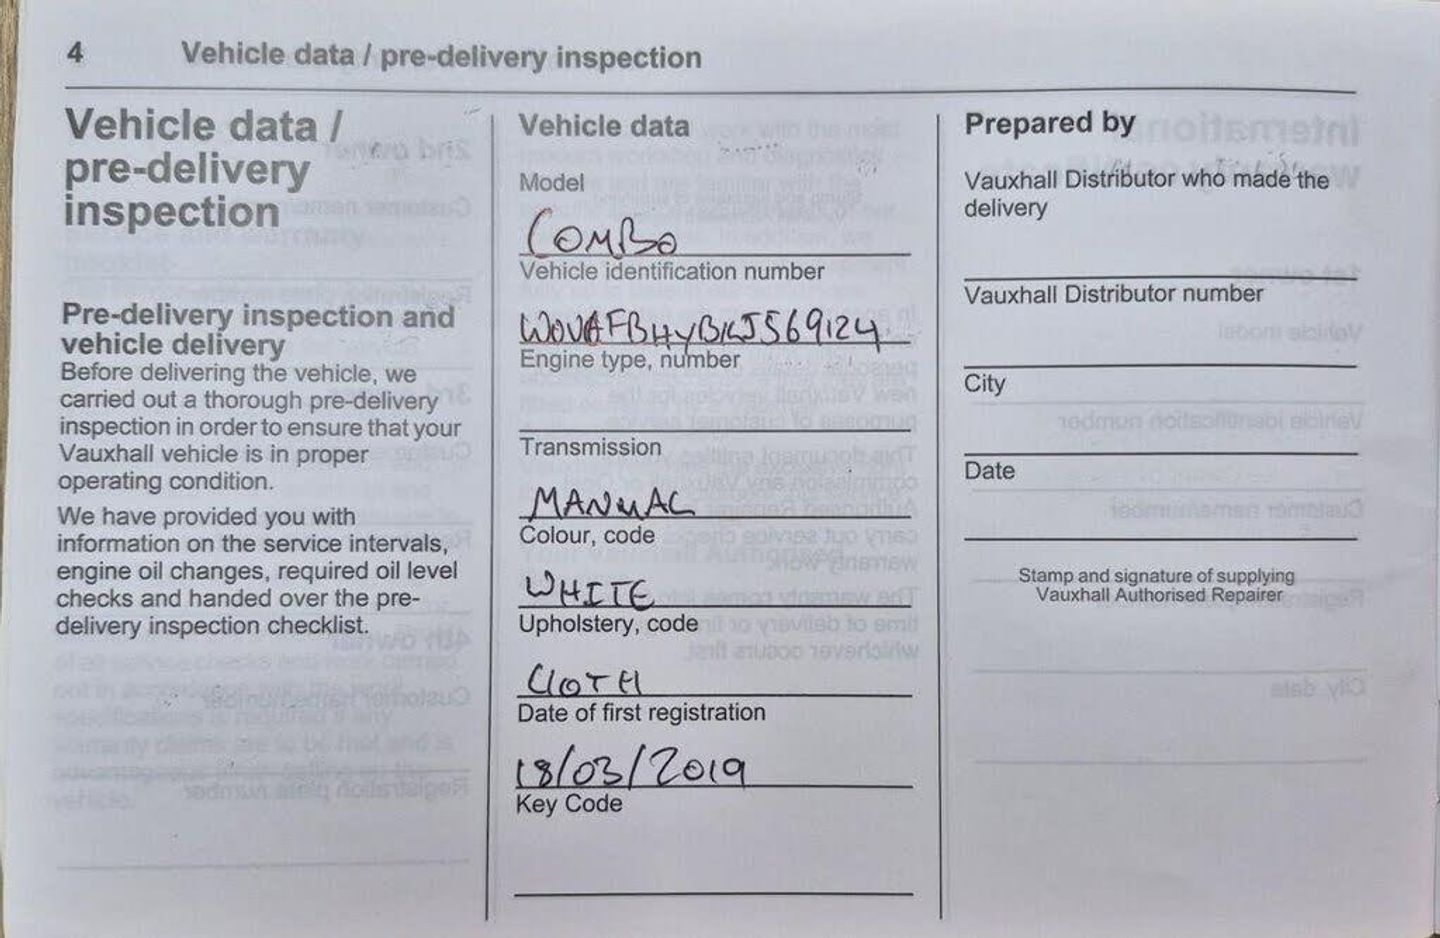 4 Vehicle data / pre-delivery inspection
Vehicle data /
pre-delivery
inspection
Pre-delivery inspection and
vehicle delivery
Before delivering the vehicle, we
carried out a thorough pre-delivery
inspection in order to ensure that your
Vauxhall vehicle is in proper
operating condition.
We have provided you with
information on the service intervals,
engine oil changes, required oil level
checks and handed over the pre-
delivery inspection checklist.
Vehicle data
Model
COMBO
Vehicle identification number
W0VAFBHYBKJ569124
Engine type, number
Transmission
MANUAL
Colour, code
WHITE
Upholstery, code
CLOTH
Date of first registration
18/03/2019
Key Code
Prepared by
Vauxhall Distributor who made the
delivery
Vauxhall Distributor number
City
Date
Stamp and signature of supplying
Vauxhall Authorised Repairer